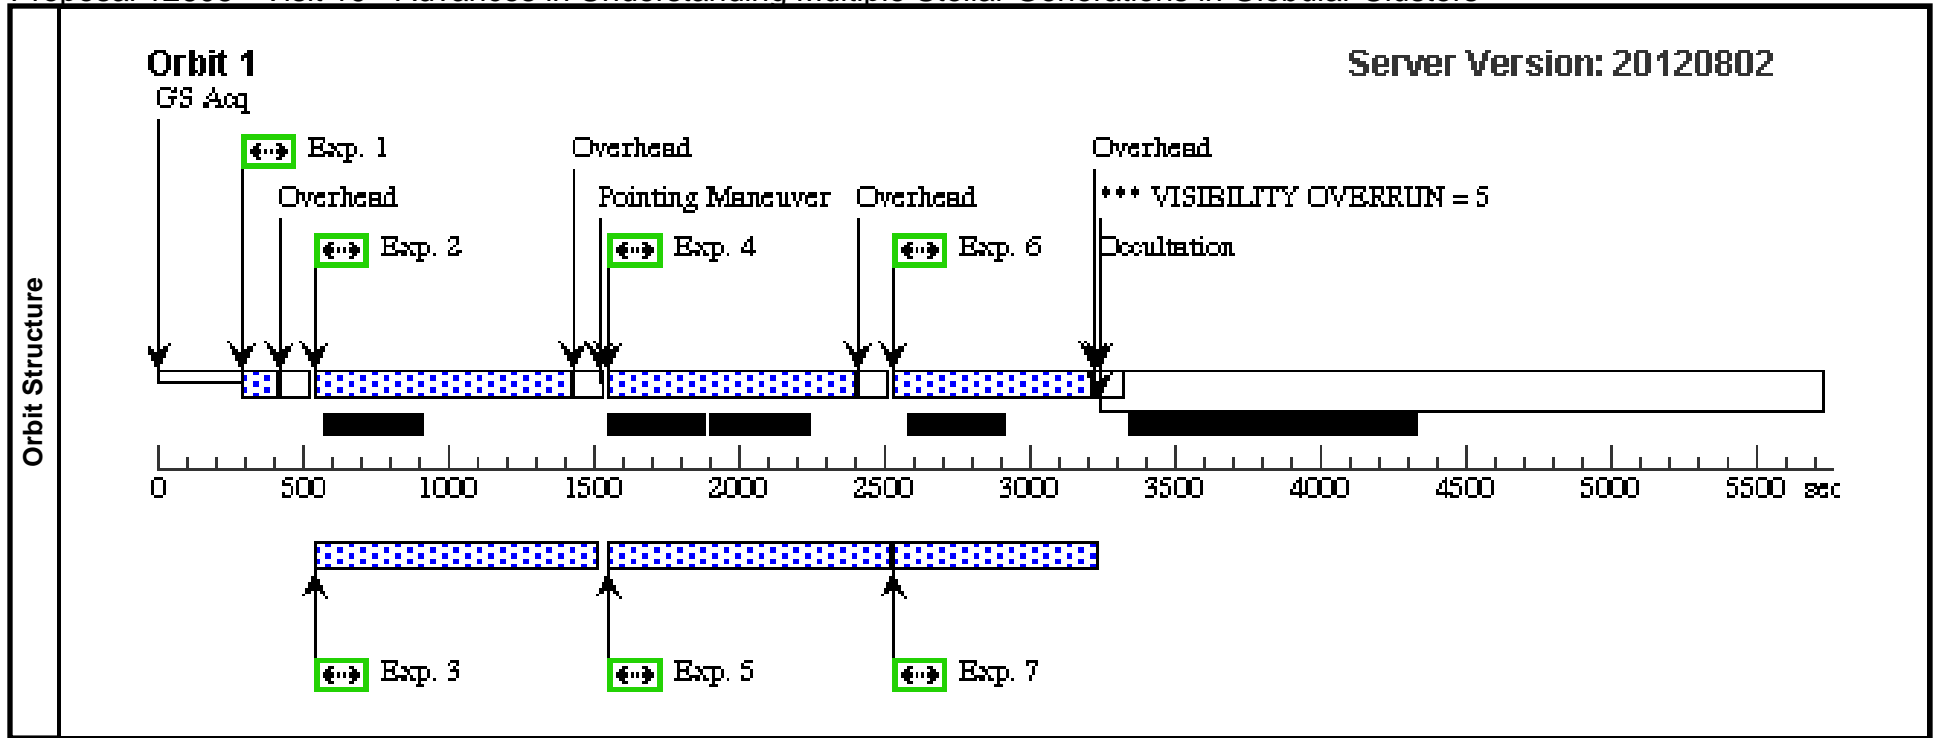 Orbit Structure
Orbit 1
Server Version: 20120802
GS Acq
Exp. 1
Overhead
Overhead
Overhead
Pointing Maneuver
Overhead
*** VISIBILITY OVERRUN = 5
Exp. 2
Exp. 4
Exp. 6
Occultation
0 500 1000 1500 2000 2500 3000 3500 4000 4500 5000 5500 sec
Exp. 3
Exp. 5
Exp. 7